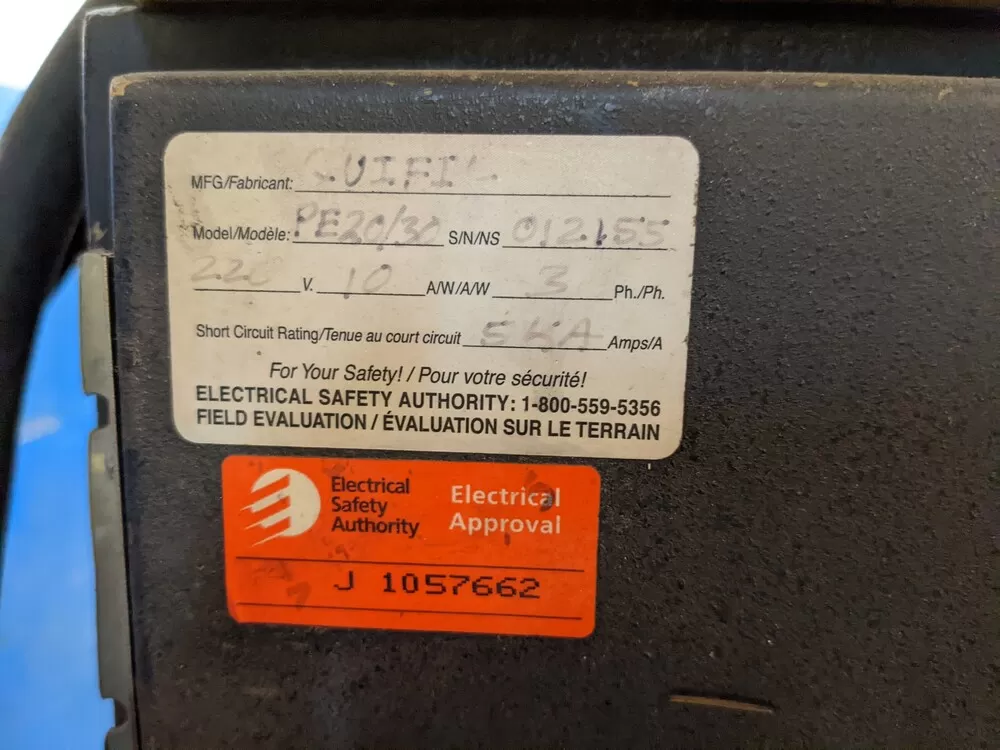 MFG/Fabricant:
Model/Modèle: PE20/30 S/N/NS 012155
V. 10 A/W/A/W 3 Ph./Ph.
Short Circuit Rating/Tenue au court circuit 5kA Amps/A
For Your Safety! / Pour votre sécurité!
ELECTRICAL SAFETY AUTHORITY: 1-800-559-5356
FIELD EVALUATION / ÉVALUATION SUR LE TERRAIN
Electrical
Safety
Authority
Electrical
Approval
J 1057662